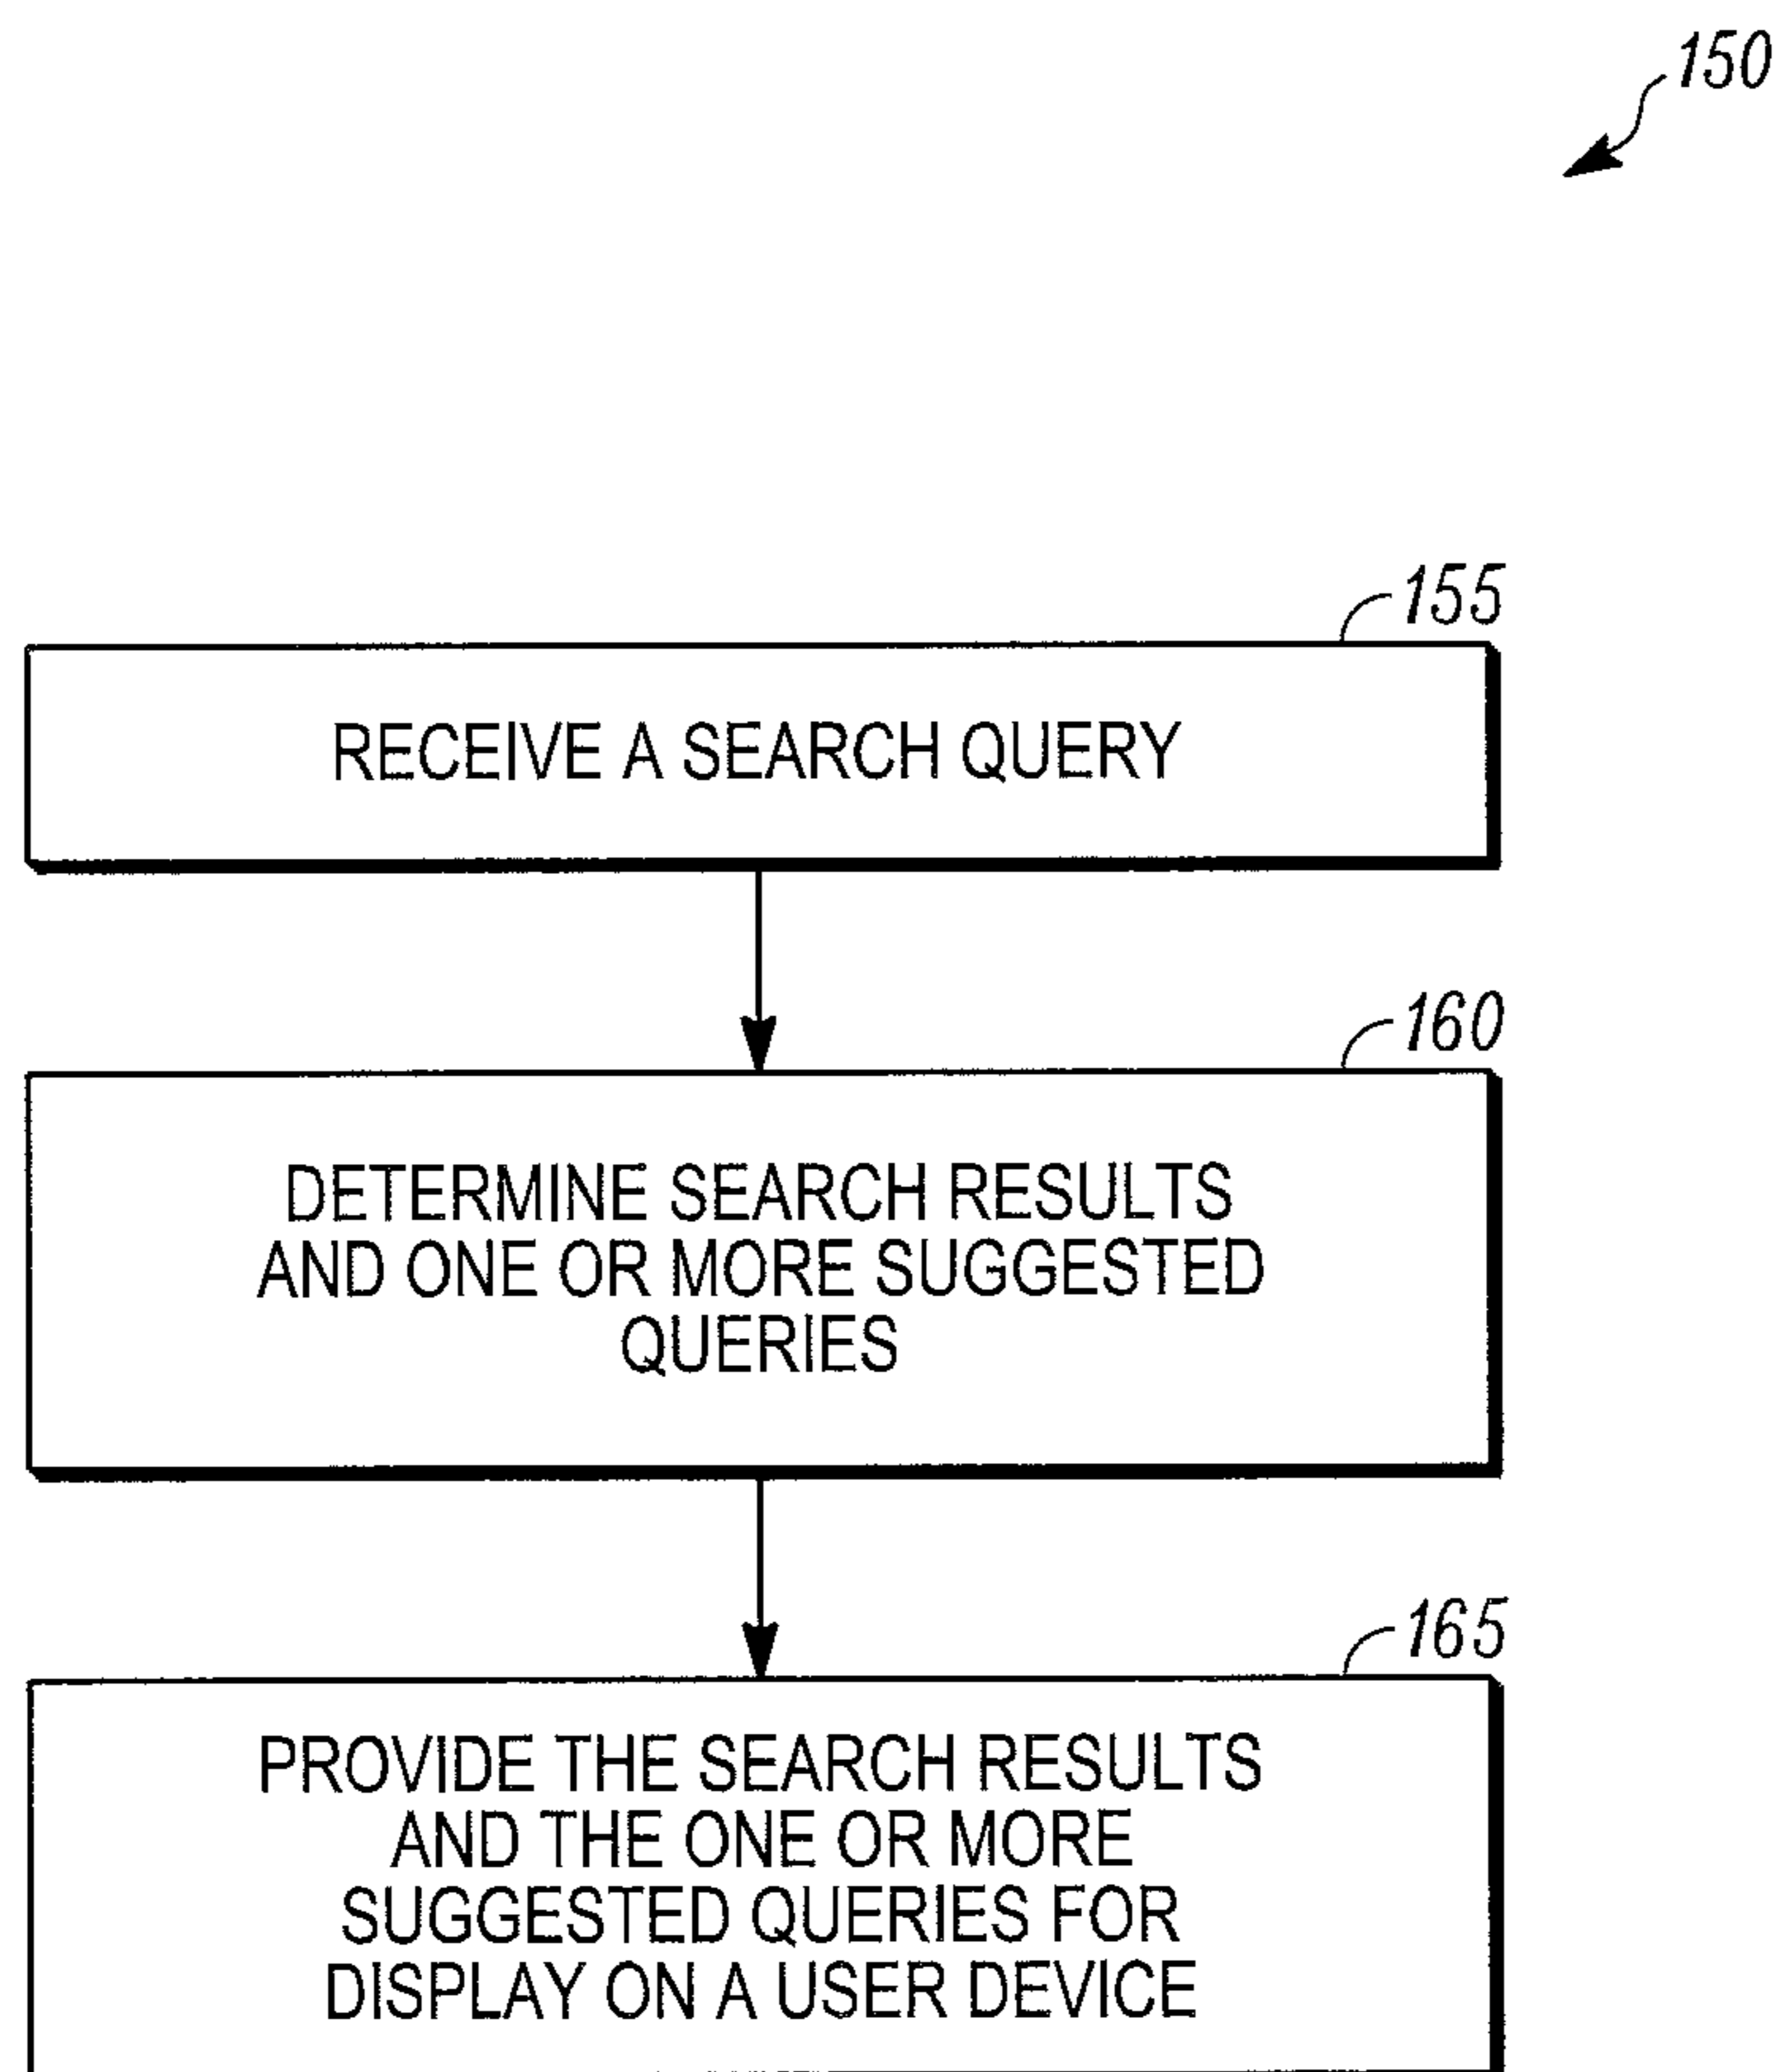 150
155
RECEIVE A SEARCH QUERY
160
DETERMINE SEARCH RESULTS
AND ONE OR MORE SUGGESTED
QUERIES
165
PROVIDE THE SEARCH RESULTS
AND THE ONE OR MORE
SUGGESTED QUERIES FOR
DISPLAY ON A USER DEVICE